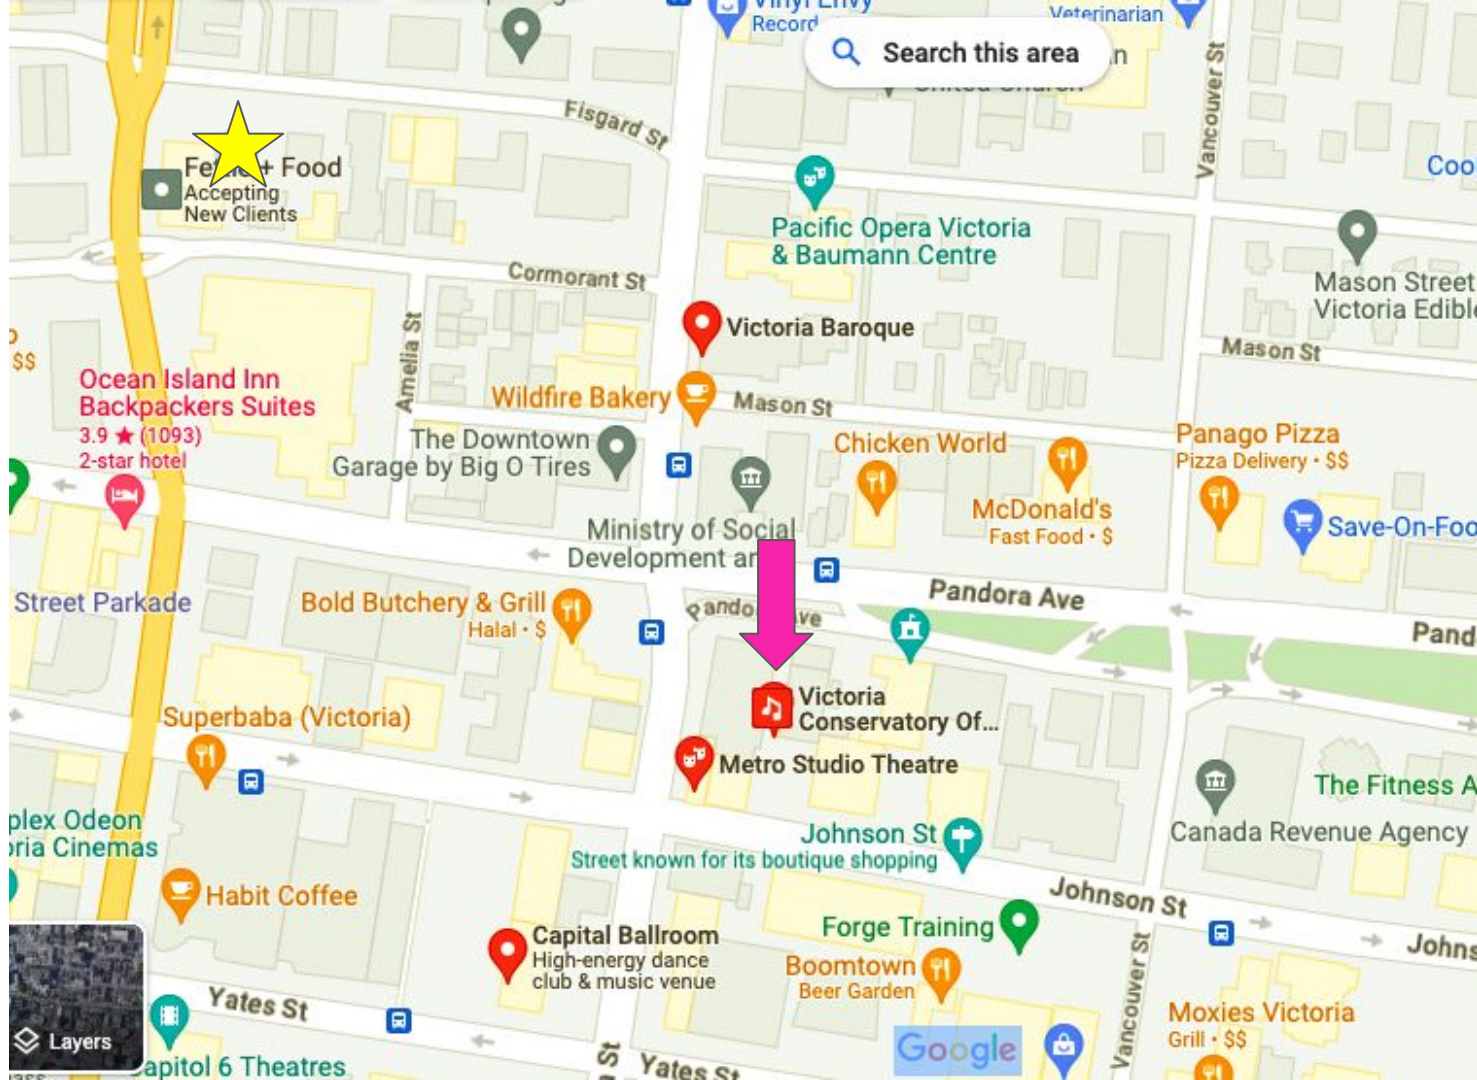 Vinyl Envy
Record
Veterinarian
Search this area
United Church
Fisgard St
Vancouver St
Food
Accepting
New Clients
Pacific Opera Victoria
& Baumann Centre
Coo
Mason Street
Victoria Edible
Cormorant St
Victoria Baroque
Amelia St
$$
Mason St
Ocean Island Inn
Backpackers Suites
3.9 ★ (1093)
2-star hotel
Wildfire Bakery
Mason St
The Downtown
Garage by Big O Tires
Chicken World
Panago Pizza
Pizza Delivery • $$
McDonald's
Fast Food • $
Save-On-Foo
Ministry of Social
Development an
Street Parkade
Bold Butchery & Grill
Halal • $
Pandora Ave
Pando
ve
Pand
Victoria
Conservatory Of...
Superbaba (Victoria)
Metro Studio Theatre
The Fitness A
plex Odeon
oria Cinemas
Johnson St
Street known for its boutique shopping
Canada Revenue Agency
Habit Coffee
Johnson St
Forge Training
Capital Ballroom
High-energy dance
club & music venue
Boomtown
Beer Garden
Johns
Vancouver St
Yates St
Layers
Google
Moxies Victoria
Grill • $$
apitol 6 Theatres
a St
Yates St